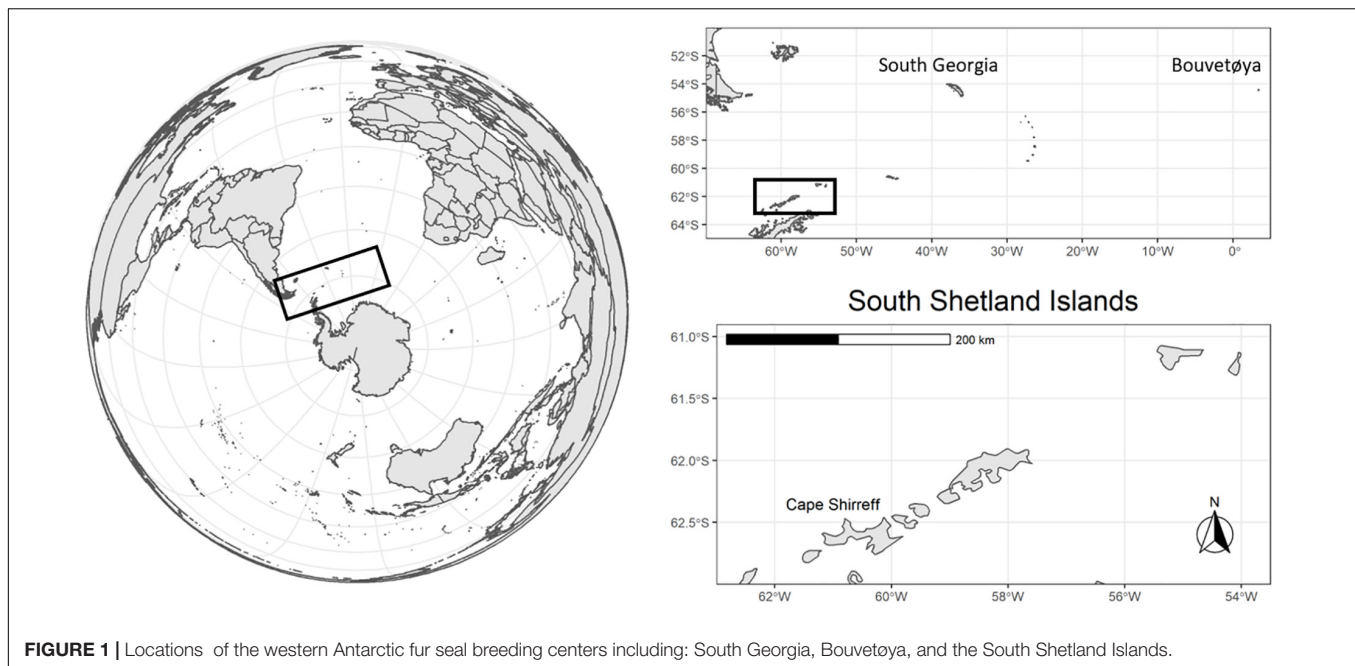 52°S
54°S
56°S
58°S
60°S
62°S
64°S
South Georgia
Bouvetøya
60°W 50°W 40°W 30°W 20°W 10°W 0°
South Shetland Islands
61.0°S
61.5°S
62.0°S
62.5°S
200 km
Cape Shirreff
N
62°W 60°W 58°W 56°W 54°W
FIGURE 1 | Locations of the western Antarctic fur seal breeding centers including: South Georgia, Bouvetøya, and the South Shetland Islands.